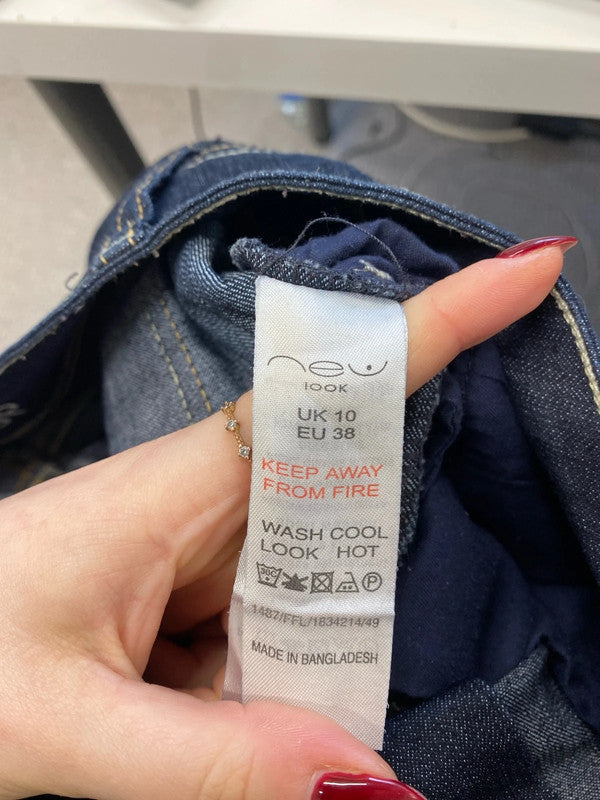 new
look
UK 10
EU 38
KEEP AWAY
FROM FIRE
WASH COOL
LOOK HOT
30C P
1487/FFL/1834214/49
MADE IN BANGLADESH